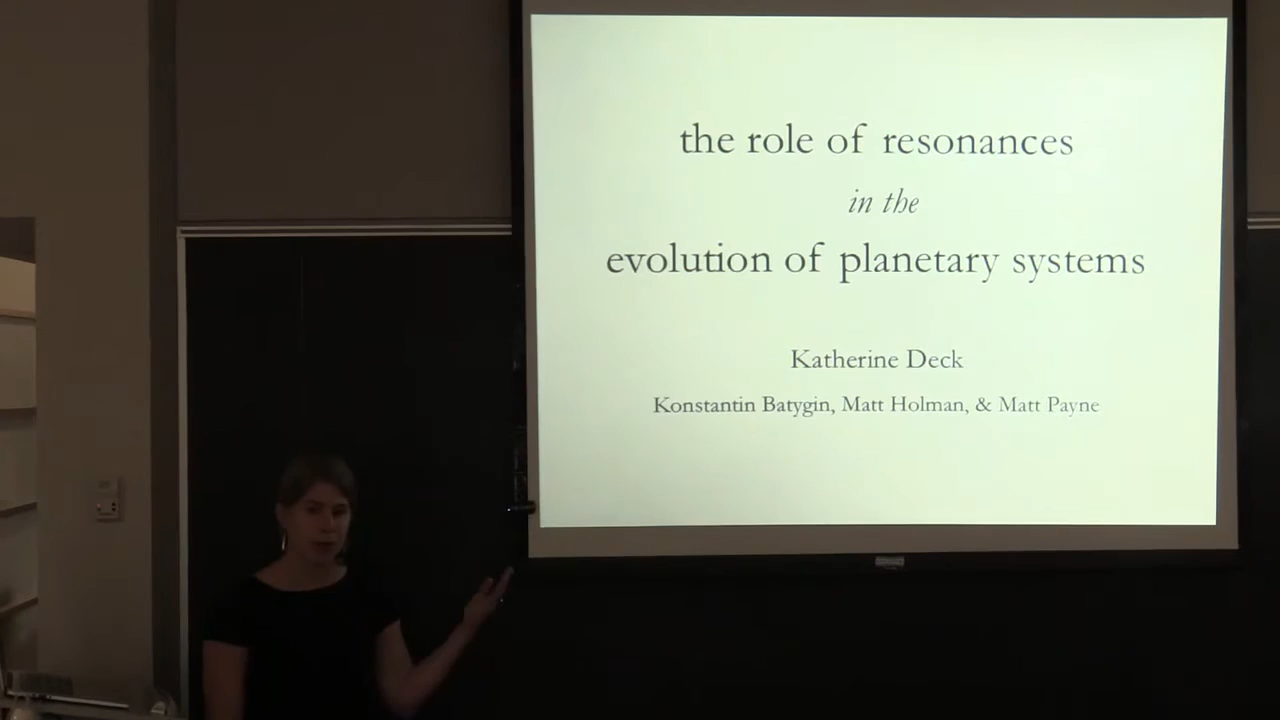 the role of resonances
in the
evolution of planetary systems
Katherine Deck
Konstantin Batygin, Matt Holman, & Matt Payne